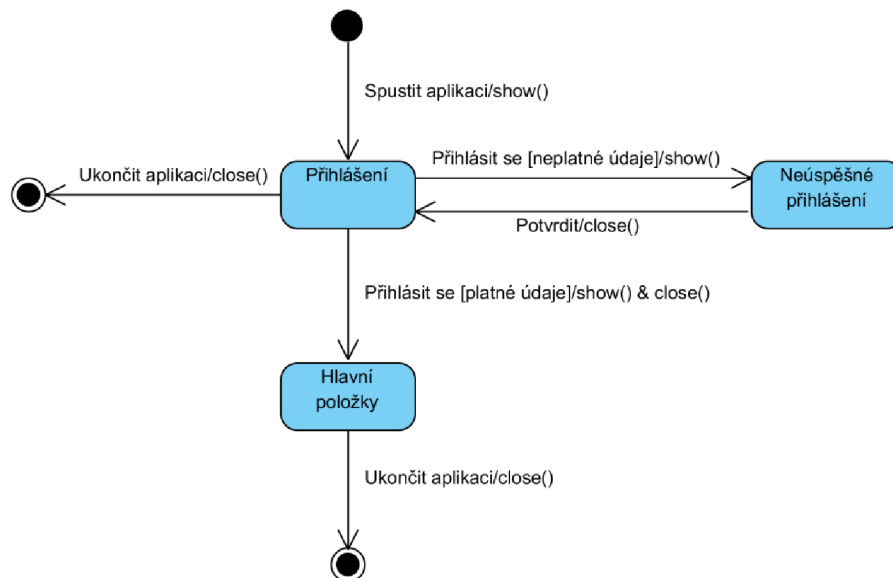 Spustit aplikaci/show()
Ukončit aplikaci/close()
Přihlášení
Přihlásit se [neplatné údaje]/show()
Neúspěšné
přihlášení
Potvrdit/close()
Přihlásit se [platné údaje]/show() & close()
Hlavní
položky
Ukončit aplikaci/close()